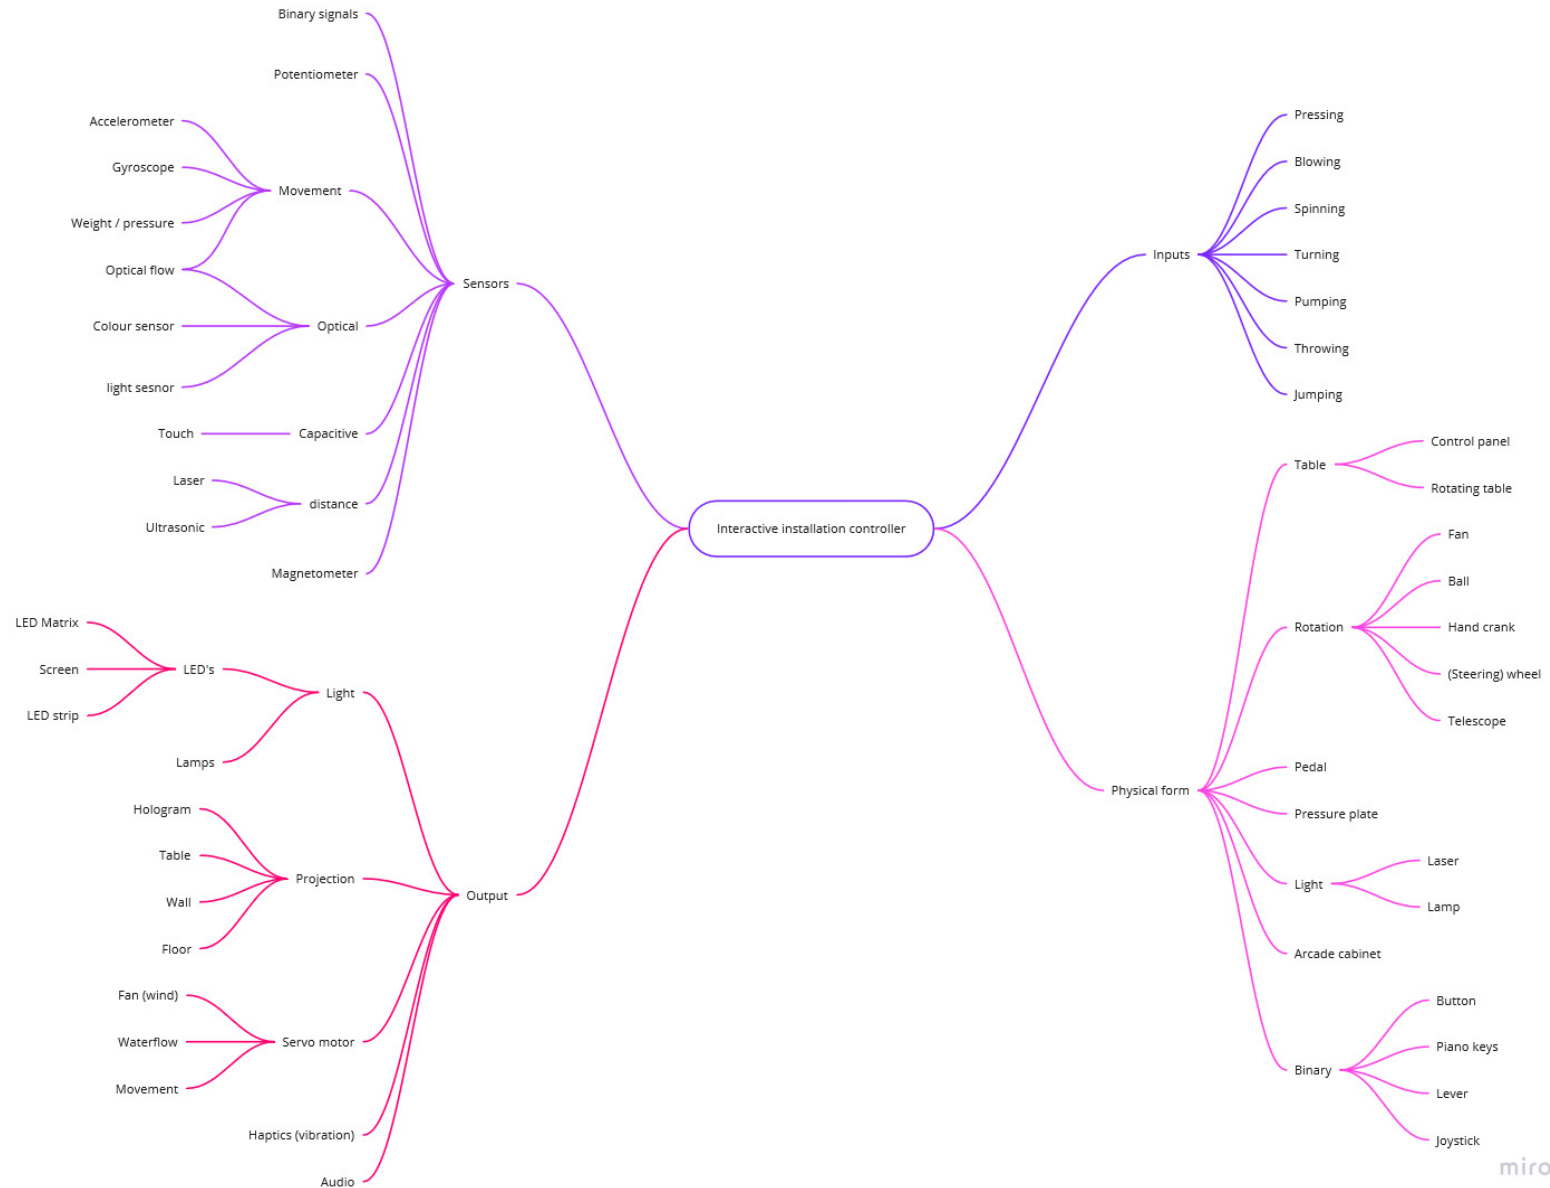 Interactive installation controller
Sensors
Binary signals
Potentiometer
Movement
Accelerometer
Gyroscope
Weight / pressure
Optical flow
Optical
Colour sensor
light sesnor
Capacitive
Touch
distance
Laser
Ultrasonic
Magnetometer
Output
Light
LED's
LED Matrix
Screen
LED strip
Lamps
Projection
Hologram
Table
Wall
Floor
Servo motor
Fan (wind)
Waterflow
Movement
Haptics (vibration)
Audio
Inputs
Pressing
Blowing
Spinning
Turning
Pumping
Throwing
Jumping
Physical form
Table
Control panel
Rotating table
Rotation
Fan
Ball
Hand crank
(Steering) wheel
Telescope
Pedal
Pressure plate
Light
Laser
Lamp
Arcade cabinet
Binary
Button
Piano keys
Lever
Joystick
miro